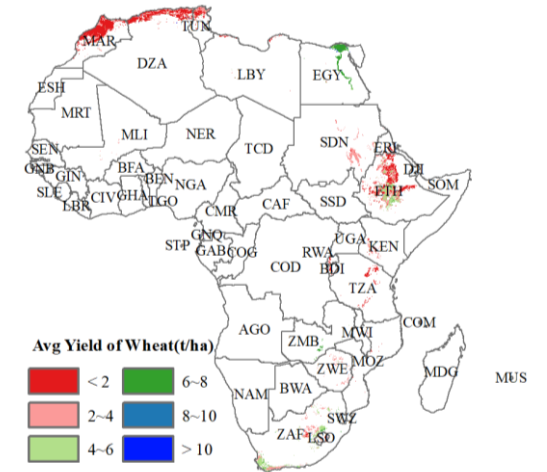 TUN
MAR
DZA
LBY
EGY
ESH
MRT
MLI
NER
TCD
SDN
ERI
SEN
GNB
GIN
BFA
BEN
NGA
DJI
SOM
ETH
SLE
LBR
CIV
GHA
TGO
CMR
CAF
SSD
GNQ
STP
GAB
COG
COD
UGA
KEN
RWA
BDI
TZA
AGO
ZMB
MWI
COM
MOZ
ZWE
MDG
MUS
NAM
BWA
SWZ
ZAF
LSO
Avg Yield of Wheat(t/ha)
< 2
6~8
2~4
8~10
4~6
> 10